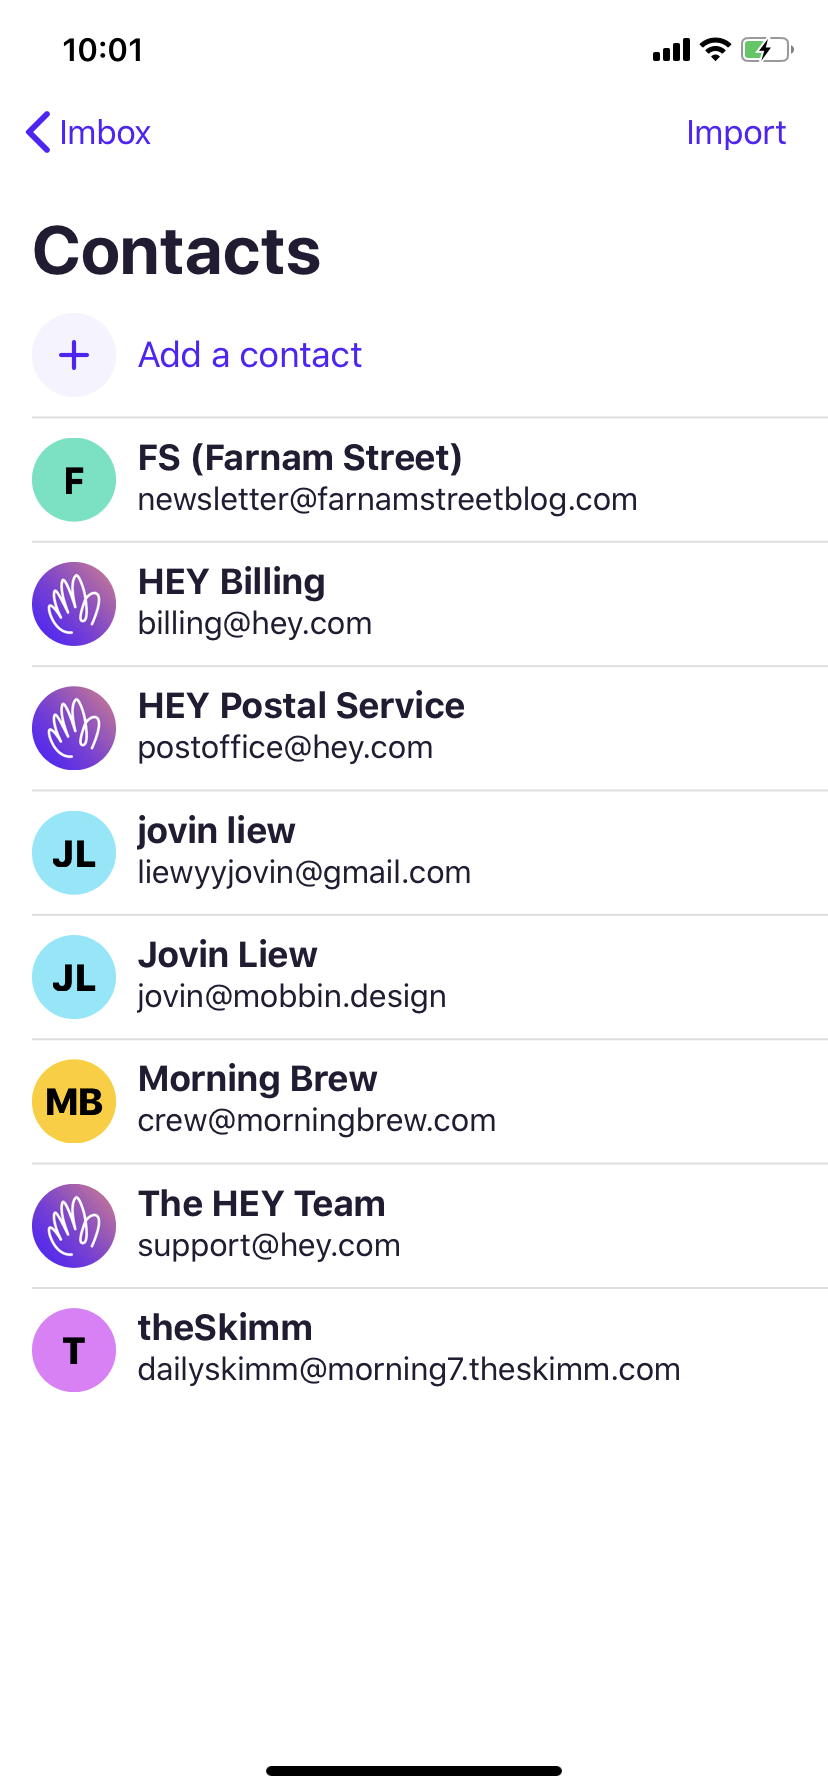 10:01
Imbox
Import
Contacts
Add a contact
F
FS (Farnam Street)
newsletter@farnamstreetblog.com
HEY Billing
billing@hey.com
HEY Postal Service
postoffice@hey.com
JL
jovin liew
liewyyjovin@gmail.com
JL
Jovin Liew
jovin@mobbin.design
MB
Morning Brew
crew@morningbrew.com
The HEY Team
support@hey.com
T
theSkimm
dailyskimm@morning7.theskimm.com